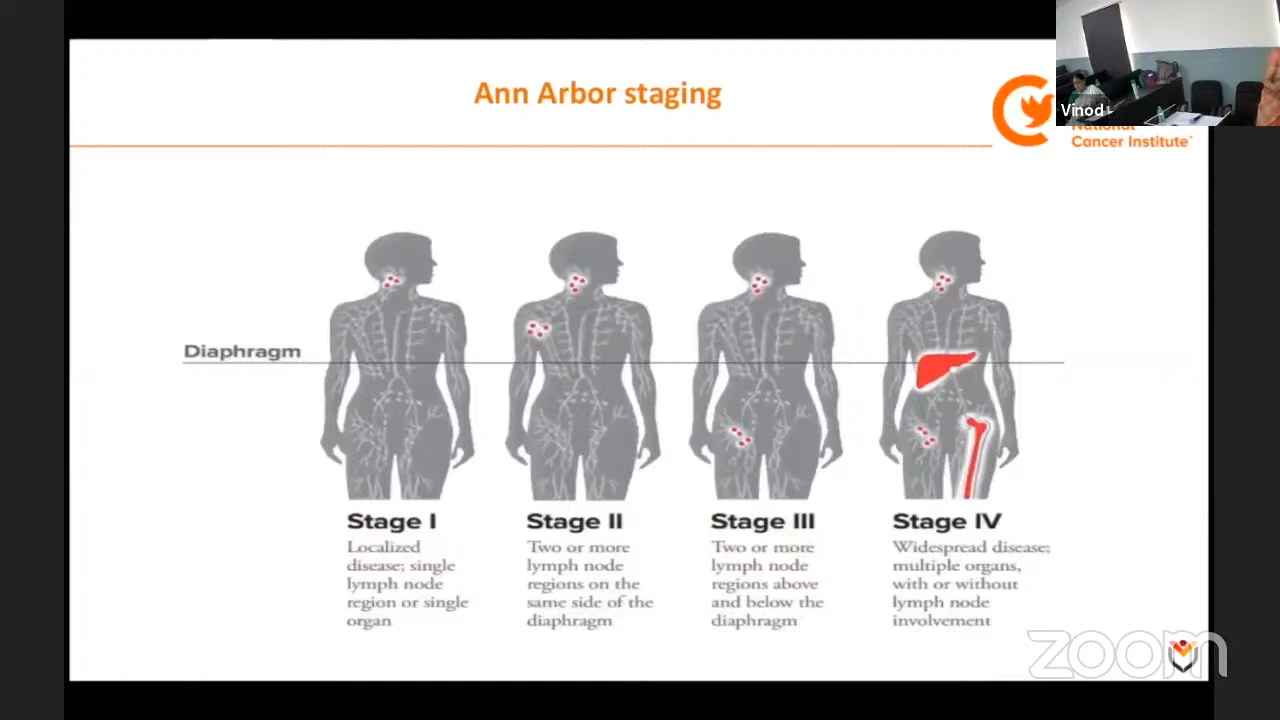 Ann Arbor staging
Vinod
National
Cancer Institute
Diaphragm
Stage I
Localized
disease; single
lymph node
region or single
organ
Stage II
Two or more
lymph node
regions on the
same side of the
diaphragm
Stage III
Two or more
lymph node
regions above
and below the
diaphragm
Stage IV
Widespread disease;
multiple organs,
with or without
lymph node
involvement
zoom